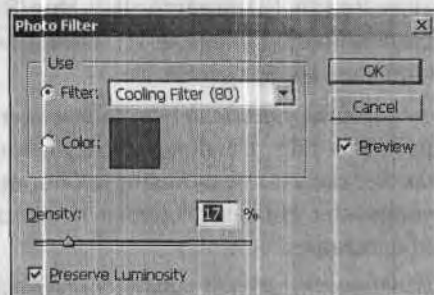 Photo Filter
Use
Filter: Cooling Filter (80)
Color:
OK
Cancel
Preview
Density: 17 %
Preserve Luminosity